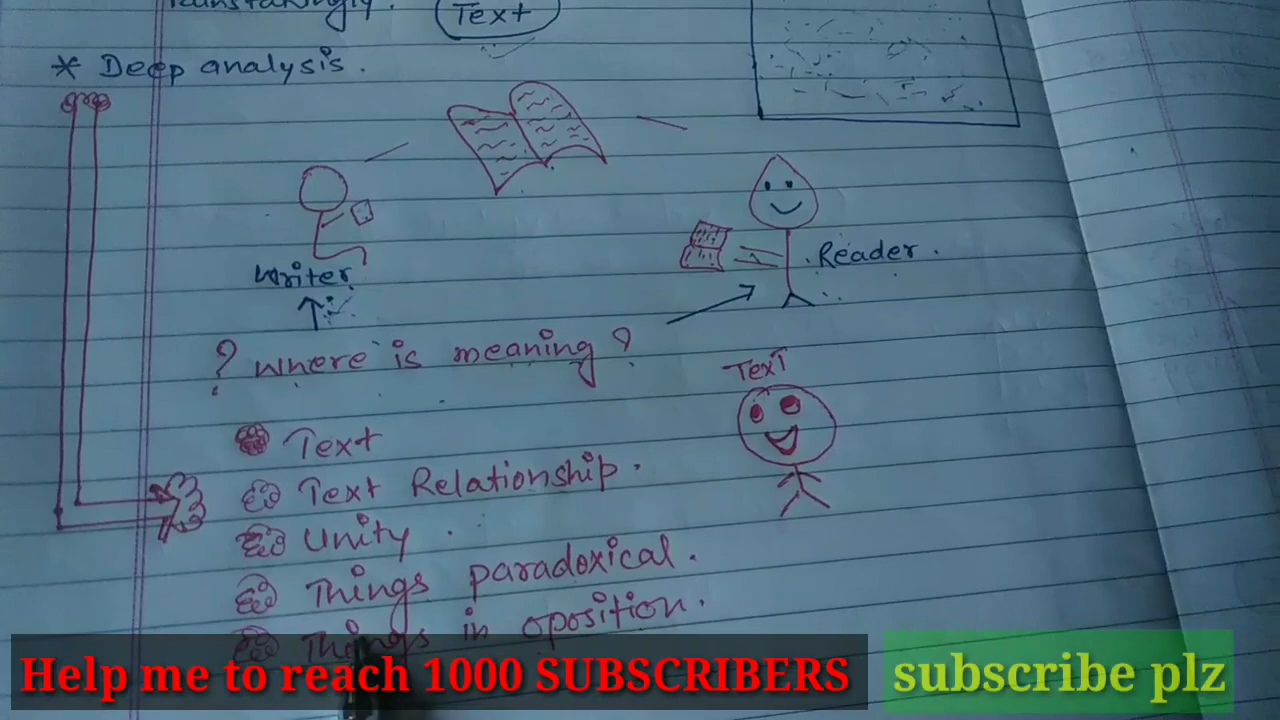 Text
* Deep analysis.
Writer
Reader.
? Where is meaning?
Text
Text
Text Relationship.
Unity.
Things paradoxical.
Things in oposition.
Help me to reach 1000 SUBSCRIBERS
subscribe plz